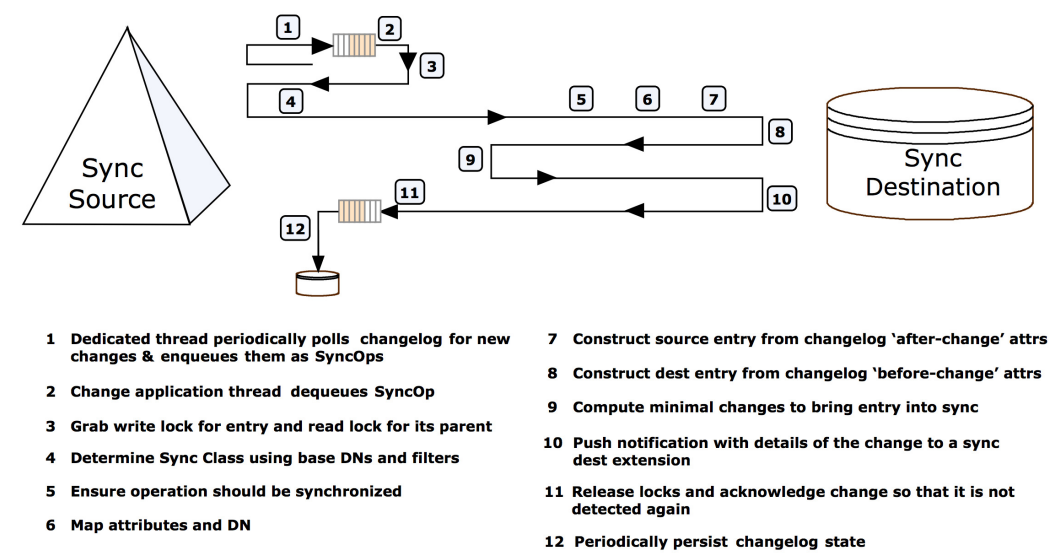 1
2
3
4
5
6
7
8
9
10
11
12
Sync
Source
Sync
Destination
1 Dedicated thread periodically polls changelog for new
changes & enqueues them as SyncOps
2 Change application thread dequeues SyncOp
3 Grab write lock for entry and read lock for its parent
4 Determine Sync Class using base DNs and filters
5 Ensure operation should be synchronized
6 Map attributes and DN
7 Construct source entry from changelog ‘after-change’ attrs
8 Construct dest entry from changelog ‘before-change’ attrs
9 Compute minimal changes to bring entry into sync
10 Push notification with details of the change to a sync
dest extension
11 Release locks and acknowledge change so that it is not
detected again
12 Periodically persist changelog state